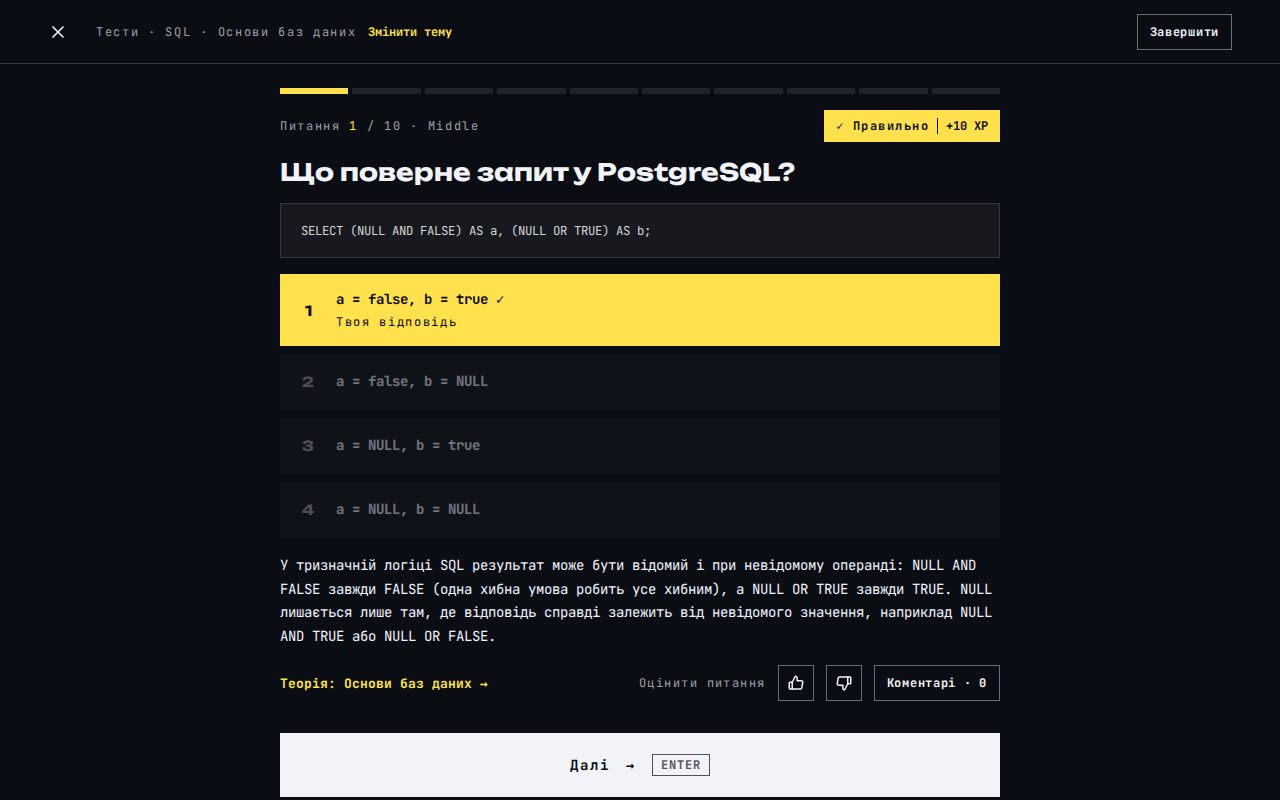 Тести · SQL · Основи баз даних Змінити тему
Завершити
Питання 1 / 10 · Middle
✓ Правильно | +10 XP
Що поверне запит у PostgreSQL?
SELECT (NULL AND FALSE) AS a, (NULL OR TRUE) AS b;
1 a = false, b = true ✓
Твоя відповідь
2 a = false, b = NULL
3 a = NULL, b = true
4 a = NULL, b = NULL
У тризначній логіці SQL результат може бути відомий і при невідомому операнді: NULL AND
FALSE завжди FALSE (одна хибна умова робить усе хибним), а NULL OR TRUE завжди TRUE. NULL
лишається лише там, де відповідь справді залежить від невідомого значення, наприклад NULL
AND TRUE або NULL OR FALSE.
Теорія: Основи баз даних →
Оцінити питання
Коментарі · 0
Далі → ENTER